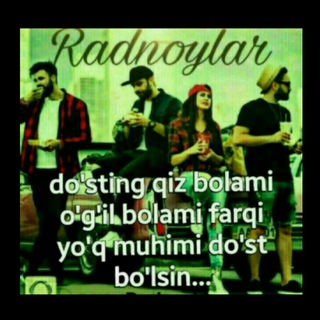 Radnoylar
do'sting qiz bolami
o'g'il bolami farqi
yo'q muhimi do'st
bo'lsin...